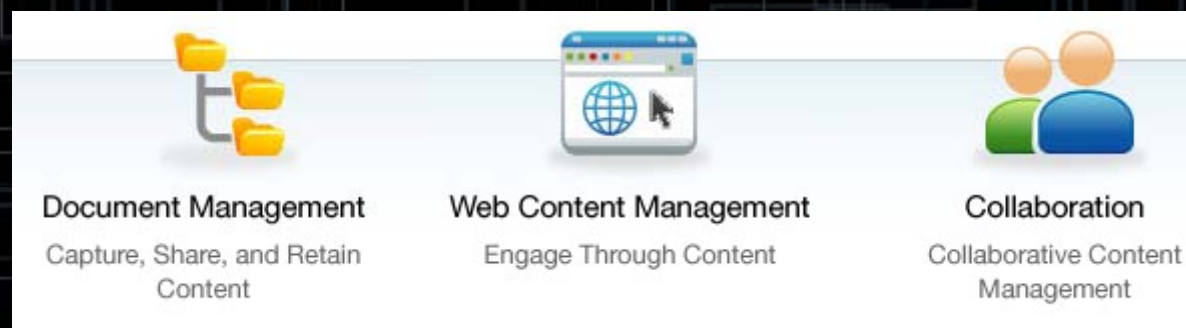 Document Management
Capture, Share, and Retain
Content
Web Content Management
Engage Through Content
Collaboration
Collaborative Content
Management